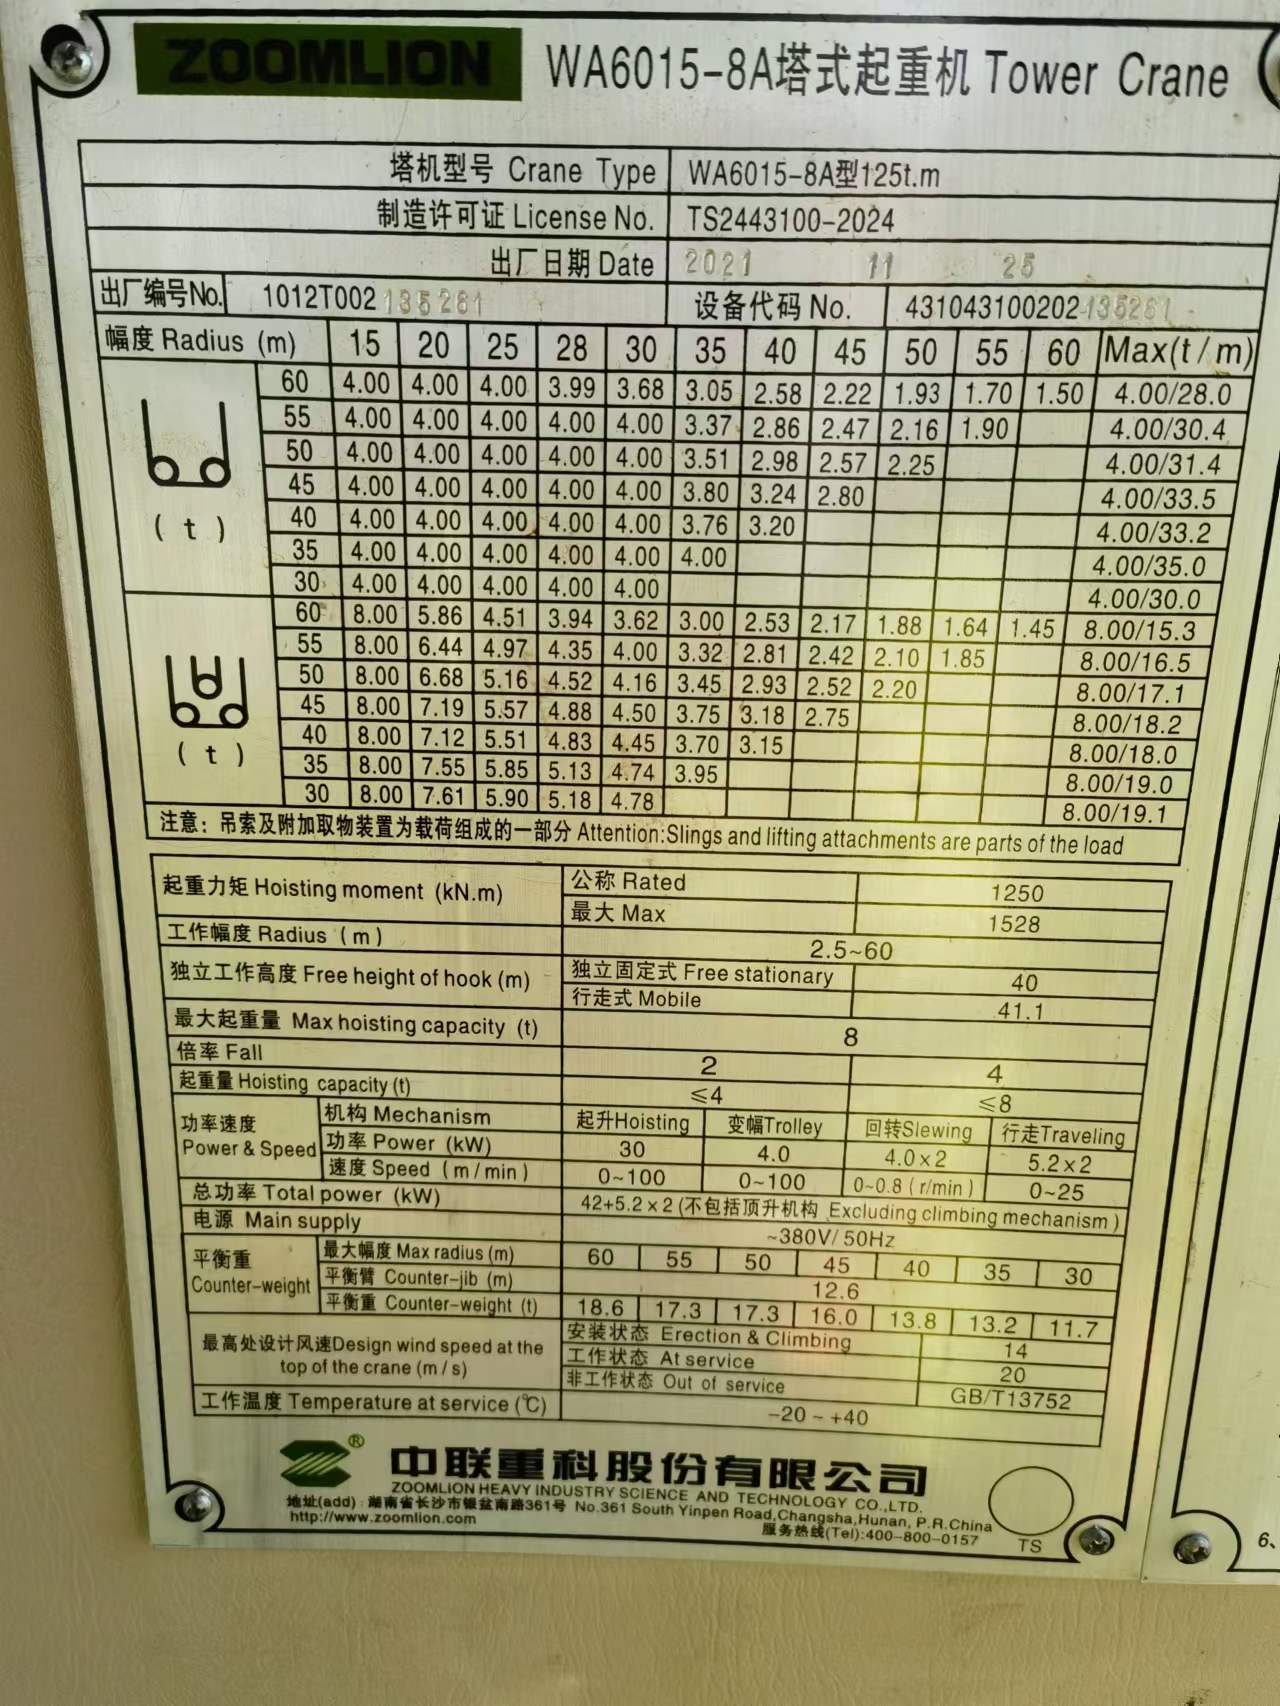 ZOOMLION WA6015-8A塔式起重机 Tower Crane
塔机型号 Crane Type WA6015-8A型125t.m
制造许可证 License No. TS2443100-2024
出厂日期 Date 2021 11 25
出厂编号No. 1012T002135261 设备代码 No. 431043100202135261
幅度 Radius (m) 15 20 25 28 30 35 40 45 50 55 60 Max(t/m)
60 4.00 4.00 4.00 3.99 3.68 3.05 2.58 2.22 1.93 1.70 1.50 4.00/28.0
55 4.00 4.00 4.00 4.00 4.00 3.37 2.86 2.47 2.16 1.90 4.00/30.4
50 4.00 4.00 4.00 4.00 4.00 3.51 2.98 2.57 2.25 4.00/31.4
45 4.00 4.00 4.00 4.00 4.00 3.80 3.24 2.80 4.00/33.5
(t) 40 4.00 4.00 4.00 4.00 4.00 3.76 3.20 4.00/33.2
35 4.00 4.00 4.00 4.00 4.00 4.00 4.00/35.0
30 4.00 4.00 4.00 4.00 4.00 4.00/30.0
60 8.00 5.86 4.51 3.94 3.62 3.00 2.53 2.17 1.88 1.64 1.45 8.00/15.3
55 8.00 6.44 4.97 4.35 4.00 3.32 2.81 2.42 2.10 1.85 8.00/16.5
50 8.00 6.68 5.16 4.52 4.16 3.45 2.93 2.52 2.20 8.00/17.1
45 8.00 7.19 5.57 4.88 4.50 3.75 3.18 2.75 8.00/18.2
(t) 40 8.00 7.12 5.51 4.83 4.45 3.70 3.15 8.00/18.0
35 8.00 7.55 5.85 5.13 4.74 3.95 8.00/19.0
30 8.00 7.61 5.90 5.18 4.78 8.00/19.1
注意：吊索及附加取物装置为载荷组成的一部分 Attention:Slings and lifting attachments are parts of the load
起重力矩 Hoisting moment (kN.m) 公称 Rated 1250
最大 Max 1528
工作幅度 Radius (m) 2.5~60
独立工作高度 Free height of hook (m) 独立固定式 Free stationary 40
行走式 Mobile 41.1
最大起重量 Max hoisting capacity (t) 8
倍率 Fall 2 4
起重量 Hoisting capacity (t) ≤4 ≤8
功率速度 Power & Speed 机构 Mechanism 起升Hoisting 变幅Trolley 回转Slewing 行走Traveling
功率 Power (kW) 30 4.0 4.0×2 5.2×2
速度 Speed (m/min) 0~100 0~100 0~0.8 (r/min) 0~25
总功率 Total power (kW) 42+5.2×2 (不包括顶升机构 Excluding climbing mechanism)
电源 Main supply ~380V/50Hz
平衡重 Counter-weight 最大幅度 Max radius (m) 60 55 50 45 40 35 30
平衡臂 Counter-jib (m) 12.6
平衡重 Counter-weight (t) 18.6 17.3 17.3 16.0 13.8 13.2 11.7
最高处设计风速Design wind speed at the top of the crane (m/s) 安装状态 Erection & Climbing 14
工作状态 At service 20
非工作状态 Out of service GB/T13752
工作温度 Temperature at service (℃) -20~+40
® 中联重科股份有限公司
ZOOMLION HEAVY INDUSTRY SCIENCE AND TECHNOLOGY CO.,LTD.
地址(add)：湖南省长沙市银盆南路361号 No.361 South Yinpen Road,Changsha,Hunan, P.R.China
http://www.zoomlion.com 服务热线(Tel):400-800-0157
TS
6、